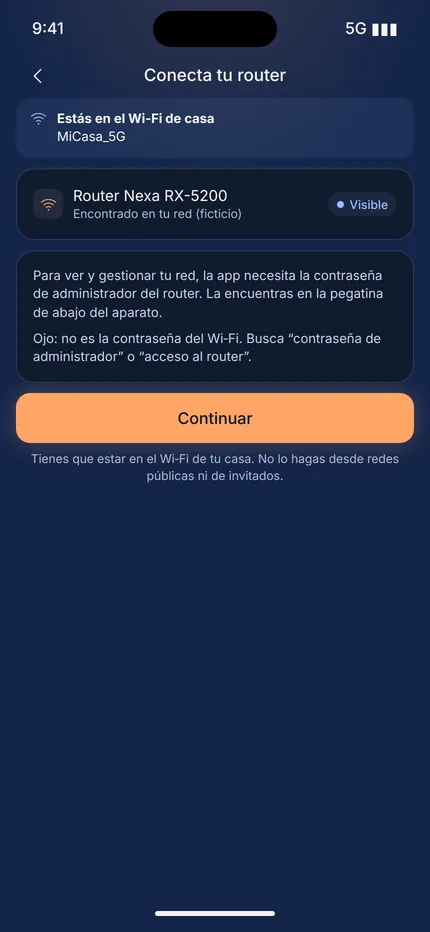 9:41
5G
Conecta tu router
Estás en el Wi-Fi de casa
MiCasa_5G
Router Nexa RX-5200
Encontrado en tu red (ficticio)
Visible
Para ver y gestionar tu red, la app necesita la contraseña
de administrador del router. La encuentras en la pegatina
de abajo del aparato.
Ojo: no es la contraseña del Wi-Fi. Busca “contraseña de
administrador” o “acceso al router”.
Continuar
Tienes que estar en el Wi-Fi de tu casa. No lo hagas desde redes
públicas ni de invitados.